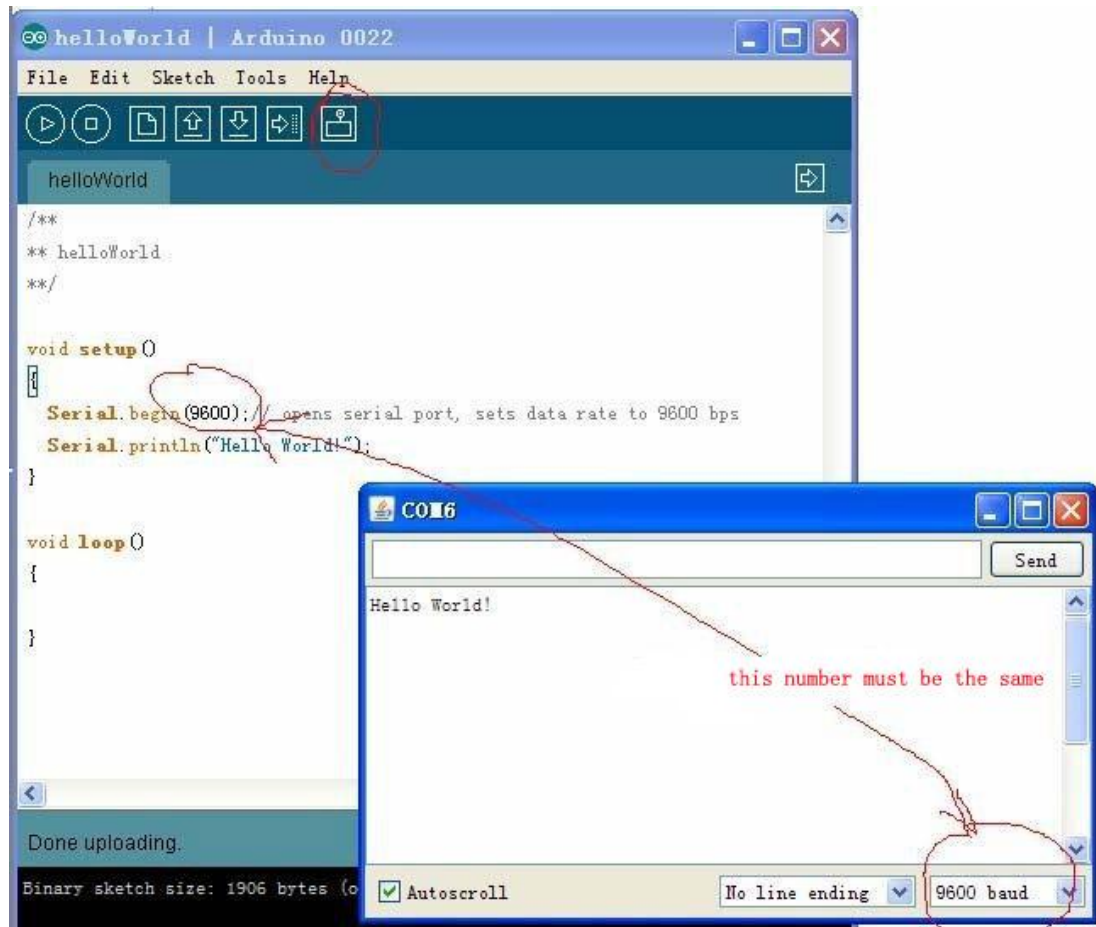 helloWorld | Arduino 0022
File Edit Sketch Tools Help
helloWorld
/**
** helloWorld
**/
void setup()
{
Serial.begin(9600);// opens serial port, sets data rate to 9600 bps
Serial.println("Hello World!");
}
void loop()
{
}
Done uploading.
Binary sketch size: 1906 bytes (o
COM6
Send
Hello World!
this number must be the same
Autoscroll
No line ending
9600 baud